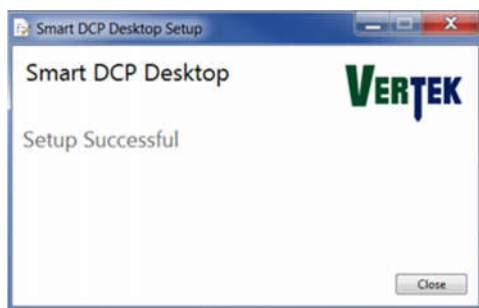 Smart DCP Desktop Setup
Smart DCP Desktop
VERTEK
Setup Successful
Close